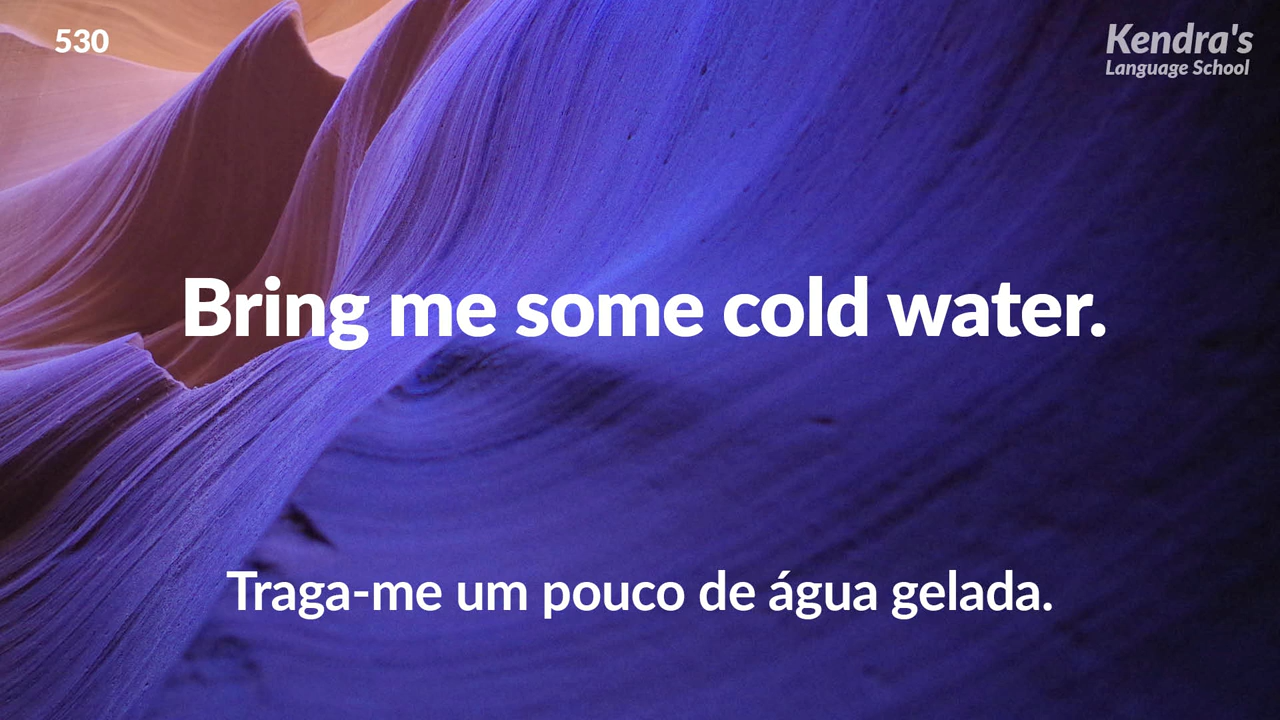 530
Kendra's
Language School
Bring me some cold water.
Traga-me um pouco de água gelada.